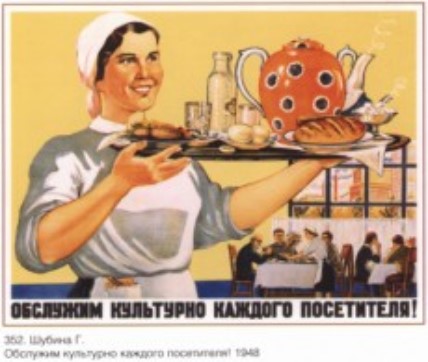 ОБСЛУЖИМ КУЛЬТУРНО КАЖДОГО ПОСЕТИТЕЛЯ!
352. Шубина Г.
Обслужим культурно каждого посетителя! 1948